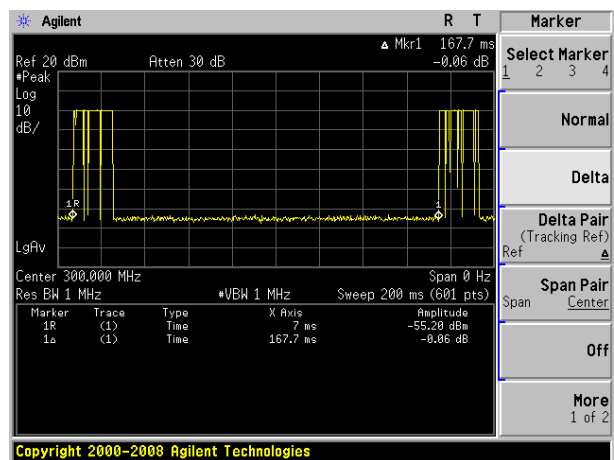 Agilent R T
Δ Mkr1 167.7 ms
Ref 20 dBm Atten 30 dB -0.06 dB
#Peak
Log
10
dB/
1R 1
LgAv
Center 300.000 MHz Span 0 Hz
Res BW 1 MHz #VBW 1 MHz Sweep 200 ms (601 pts)
Marker Trace Type X Axis Amplitude
1R (1) Time 7 ms -55.20 dBm
1Δ (1) Time 167.7 ms -0.06 dB
Copyright 2000-2008 Agilent Technologies
Marker
Select Marker
1 2 3 4
Normal
Delta
Delta Pair
(Tracking Ref)
Ref Δ
Span Pair
Span Center
Off
More
1 of 2